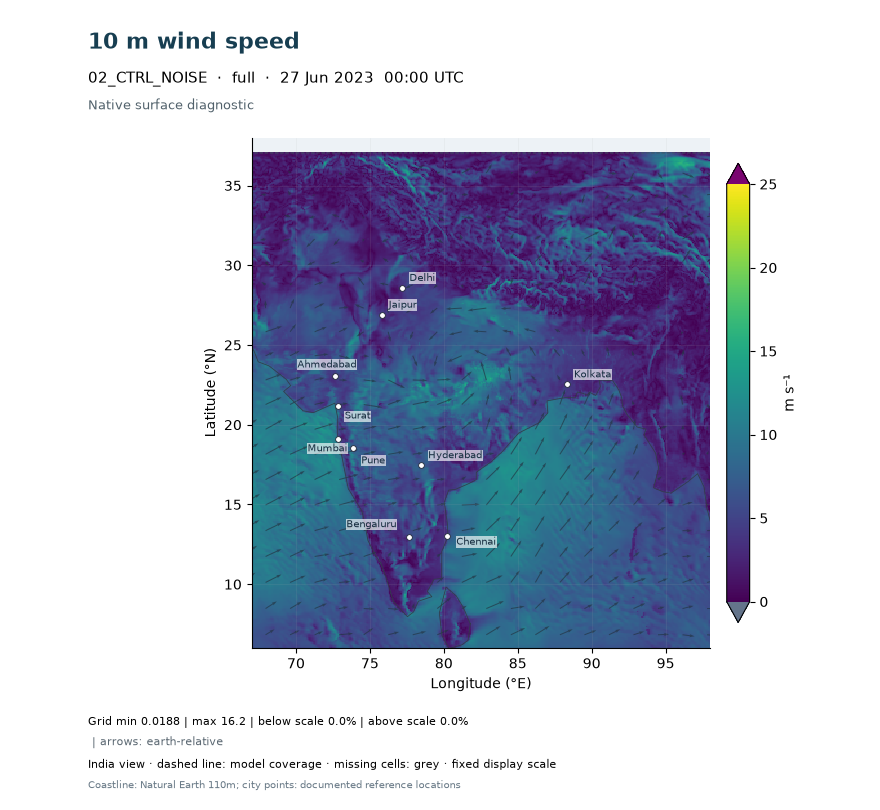 10 m wind speed
02_CTRL_NOISE · full · 27 Jun 2023 00:00 UTC
Native surface diagnostic
35
30
25
20
15
10
Latitude (°N)
70
75
80
85
90
95
Longitude (°E)
Delhi
Jaipur
Ahmedabad
Kolkata
Surat
Mumbai
Pune
Hyderabad
Bengaluru
Chennai
25
20
15
10
5
0
m s⁻¹
Grid min 0.0188 | max 16.2 | below scale 0.0% | above scale 0.0%
| arrows: earth-relative
India view · dashed line: model coverage · missing cells: grey · fixed display scale
Coastline: Natural Earth 110m; city points: documented reference locations